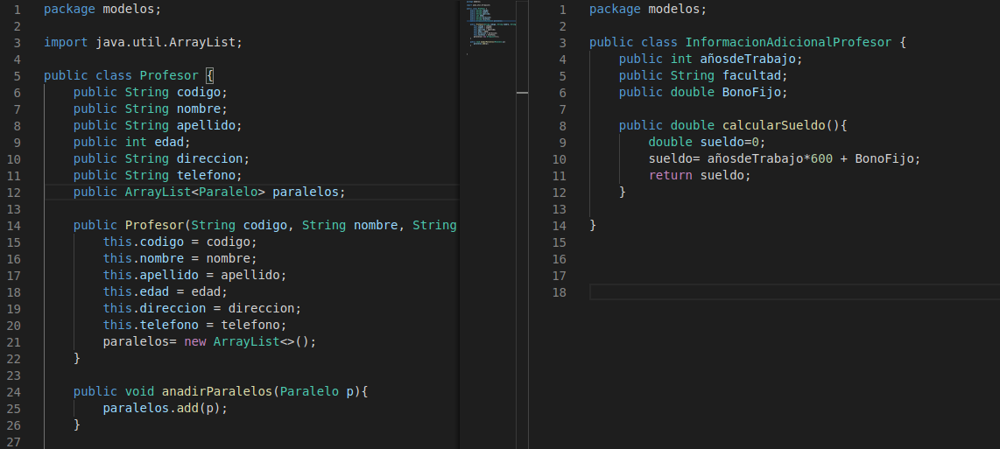 1 package modelos;
2
3 import java.util.ArrayList;
4
5 public class Profesor {
6 public String codigo;
7 public String nombre;
8 public String apellido;
9 public int edad;
10 public String direccion;
11 public String telefono;
12 public ArrayList<Paralelo> paralelos;
13
14 public Profesor(String codigo, String nombre, String
15 this.codigo = codigo;
16 this.nombre = nombre;
17 this.apellido = apellido;
18 this.edad = edad;
19 this.direccion = direccion;
20 this.telefono = telefono;
21 paralelos= new ArrayList<>();
22 }
23
24 public void anadirParalelos(Paralelo p){
25 paralelos.add(p);
26 }
27
1 package modelos;
2
3 public class InformacionAdicionalProfesor {
4 public int añosdeTrabajo;
5 public String facultad;
6 public double BonoFijo;
7
8 public double calcularSueldo(){
9 double sueldo=0;
10 sueldo= añosdeTrabajo*600 + BonoFijo;
11 return sueldo;
12 }
13
14 }
15
16
17
18